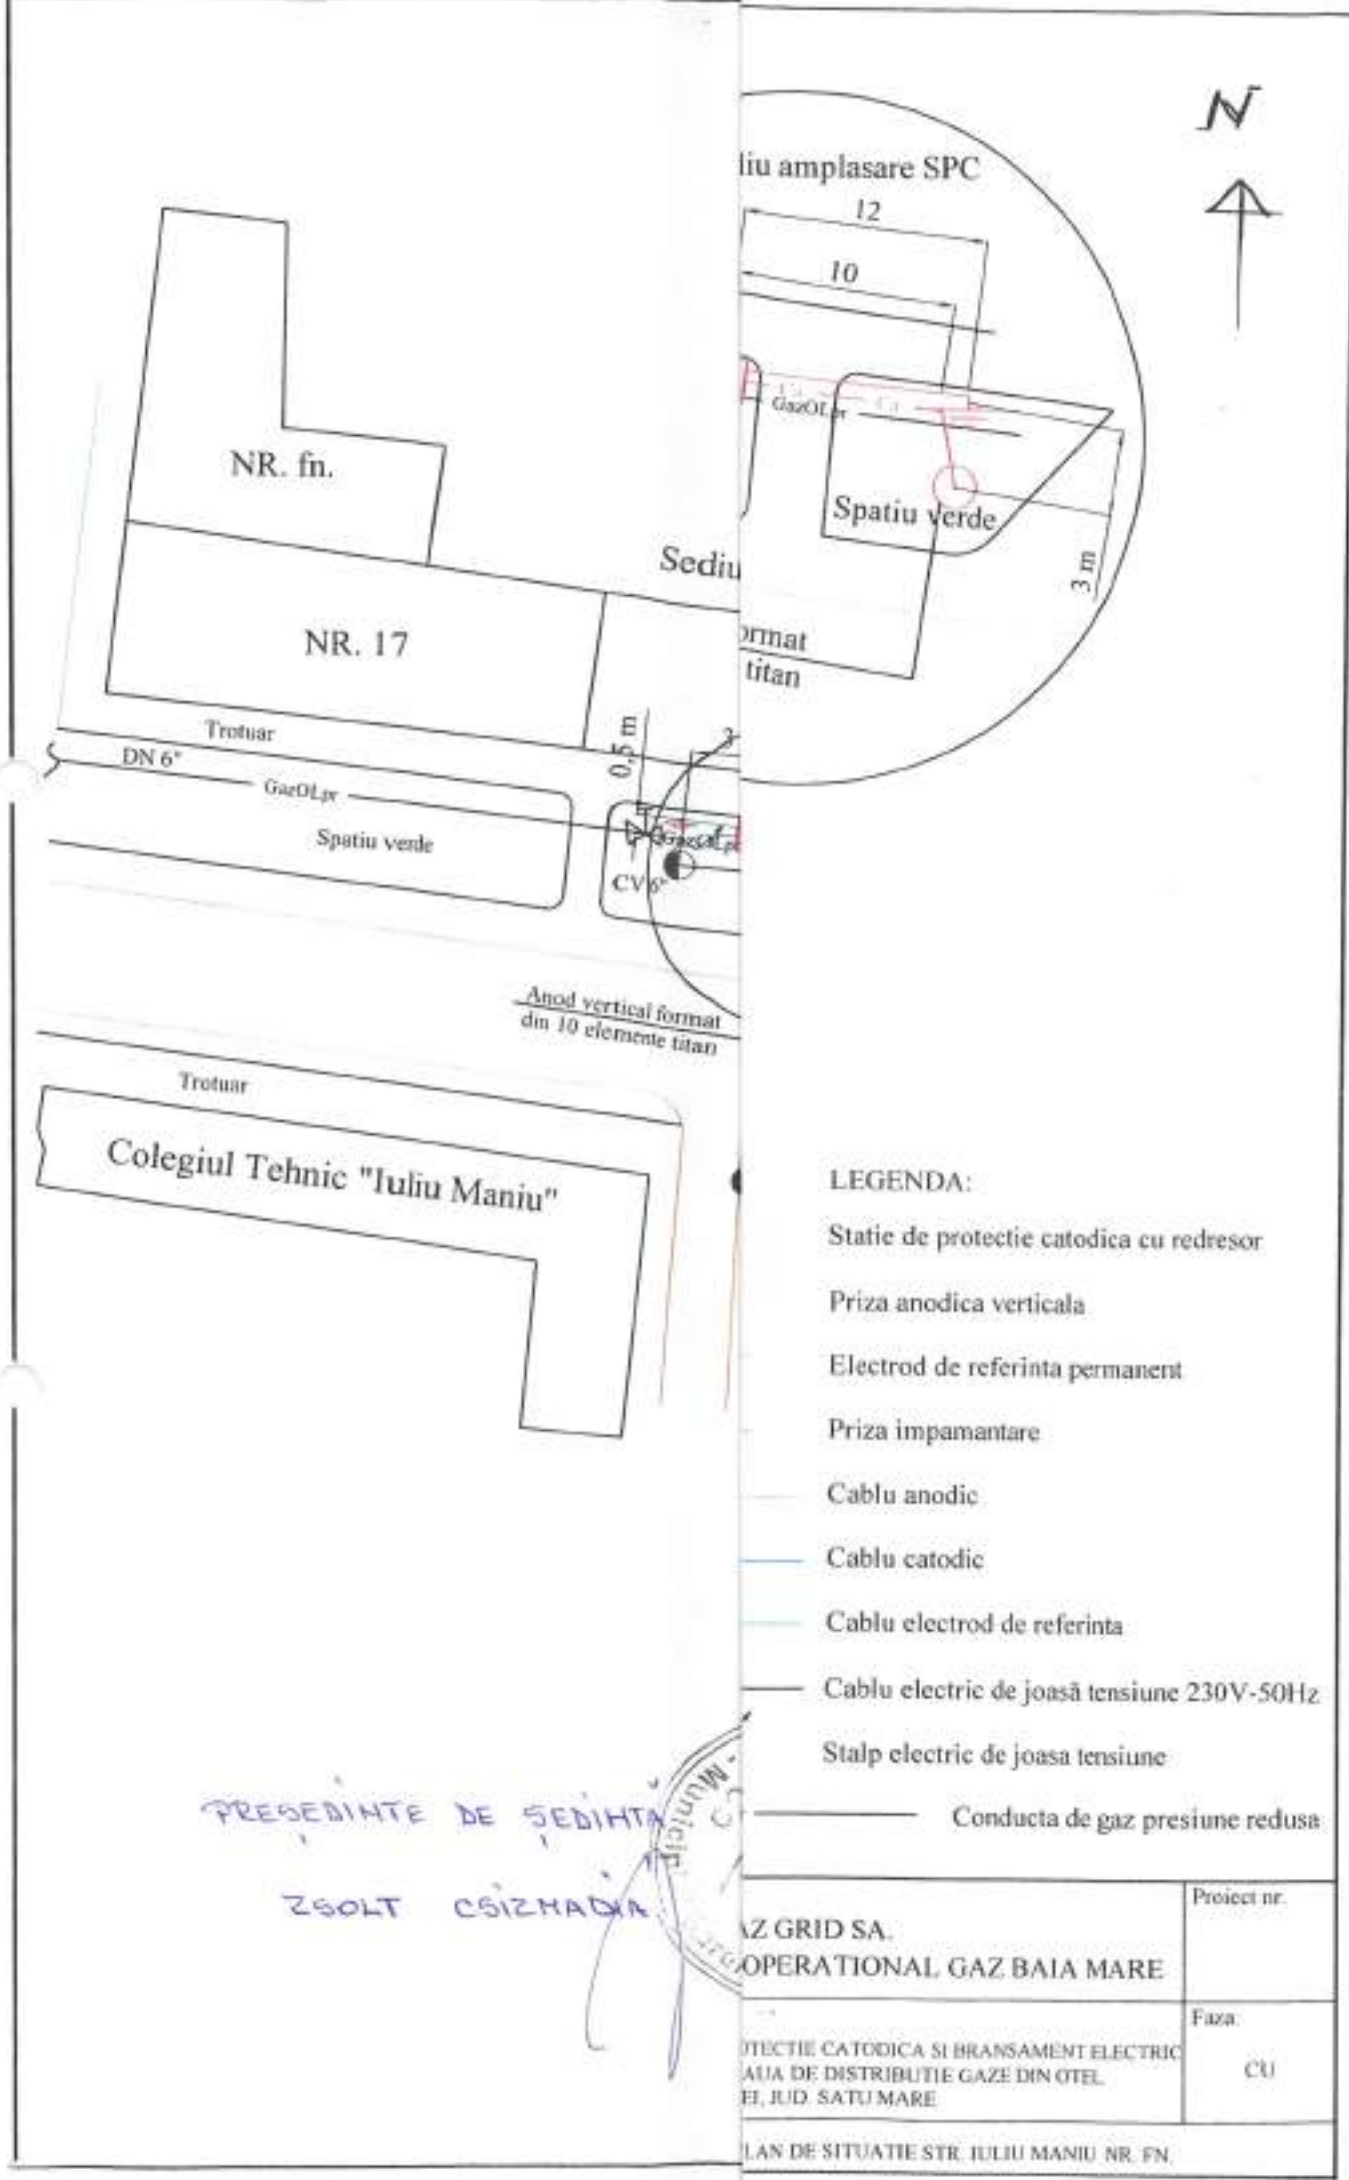 N
liu amplasare SPC
12
10
GazOLpr
Spatiu verde
3 m
ormat
titan
NR. fn.
Sediu
NR. 17
Trotuar
DN 6"
GazOLpr
Spatiu verde
0,5 m
3
CV 6"
Anod vertical format
din 10 elemente titan
Trotuar
Colegiul Tehnic "Iuliu Maniu"
LEGENDA:
Statie de protectie catodica cu redresor
Priza anodica verticala
Electrod de referinta permanent
Priza impamantare
Cablu anodic
Cablu catodic
Cablu electrod de referinta
Cablu electric de joasă tensiune 230V-50Hz
Stalp electric de joasa tensiune
Conducta de gaz presiune redusa
PREȘEDINTE DE ȘEDINȚĂ
ZSOLT CSIZMADIA
Municip
AZ GRID SA.
OPERATIONAL GAZ BAIA MARE
Proiect nr.
OTECTIE CATODICA SI BRANSAMENT ELECTRIC
AUA DE DISTRIBUTIE GAZE DIN OTEL
EI, JUD. SATU MARE
Faza
CU
LAN DE SITUATIE STR. IULIU MANIU NR. FN.